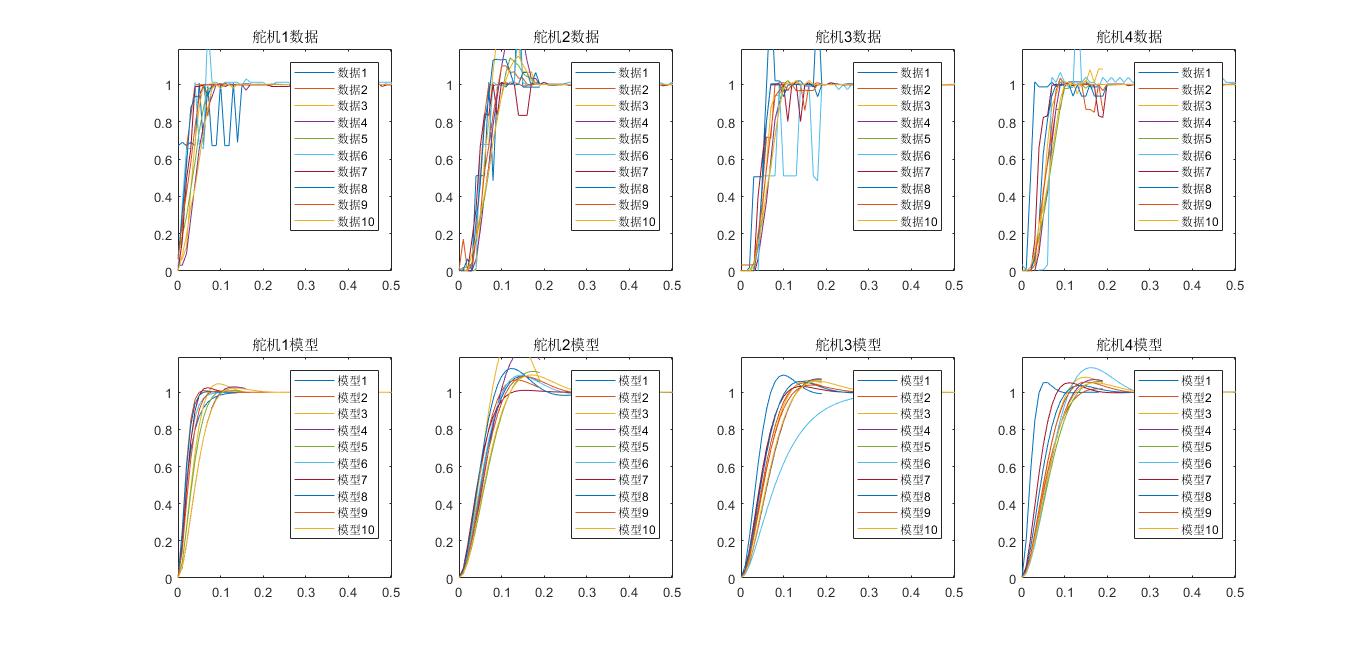 舵机1数据 舵机2数据 舵机3数据 舵机4数据
1 数据1 1 数据1 1 数据1 1 数据1
数据2 数据2 数据2 数据2
0.8 数据3 0.8 数据3 0.8 数据3 0.8 数据3
数据4 数据4 数据4 数据4
数据5 数据5 数据5 数据5
0.6 数据6 0.6 数据6 0.6 数据6 0.6 数据6
数据7 数据7 数据7 数据7
0.4 数据8 0.4 数据8 0.4 数据8 0.4 数据8
数据9 数据9 数据9 数据9
0.2 数据10 0.2 数据10 0.2 数据10 0.2 数据10
0 0 0 0
0 0.1 0.2 0.3 0.4 0.5 0 0.1 0.2 0.3 0.4 0.5 0 0.1 0.2 0.3 0.4 0.5 0 0.1 0.2 0.3 0.4 0.5
舵机1模型 舵机2模型 舵机3模型 舵机4模型
1 模型1 1 模型1 1 模型1 1 模型1
模型2 模型2 模型2 模型2
0.8 模型3 0.8 模型3 0.8 模型3 0.8 模型3
模型4 模型4 模型4 模型4
模型5 模型5 模型5 模型5
0.6 模型6 0.6 模型6 0.6 模型6 0.6 模型6
模型7 模型7 模型7 模型7
0.4 模型8 0.4 模型8 0.4 模型8 0.4 模型8
模型9 模型9 模型9 模型9
0.2 模型10 0.2 模型10 0.2 模型10 0.2 模型10
0 0 0 0
0 0.1 0.2 0.3 0.4 0.5 0 0.1 0.2 0.3 0.4 0.5 0 0.1 0.2 0.3 0.4 0.5 0 0.1 0.2 0.3 0.4 0.5